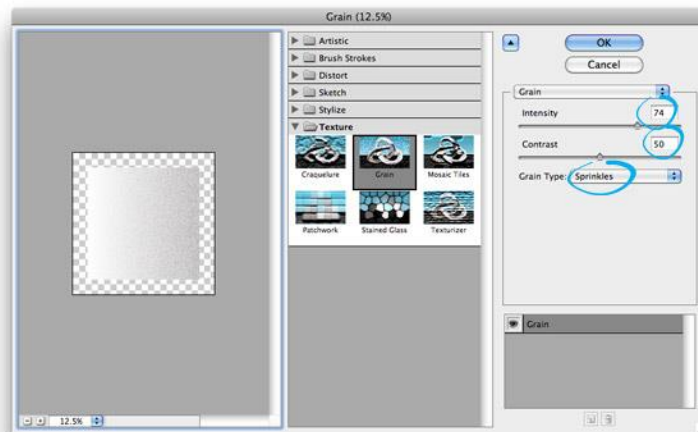 Grain (12.5%)
Artistic
Brush Strokes
Distort
Sketch
Stylize
Texture
Craquelure
Grain
Mosaic Tiles
Patchwork
Stained Glass
Texturizer
12.5%
OK
Cancel
Grain
Intensity 74
Contrast 50
Grain Type: Sprinkles
Grain